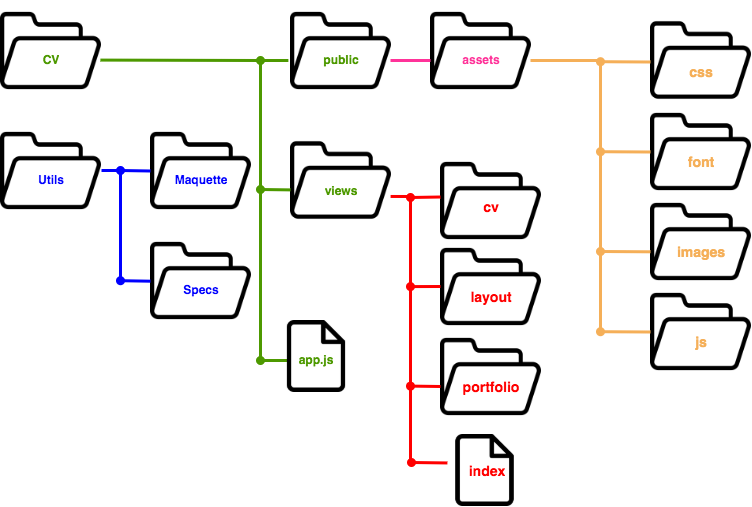 CV
public
assets
css
Utils
Maquette
views
font
cv
images
Specs
layout
js
app.js
portfolio
index